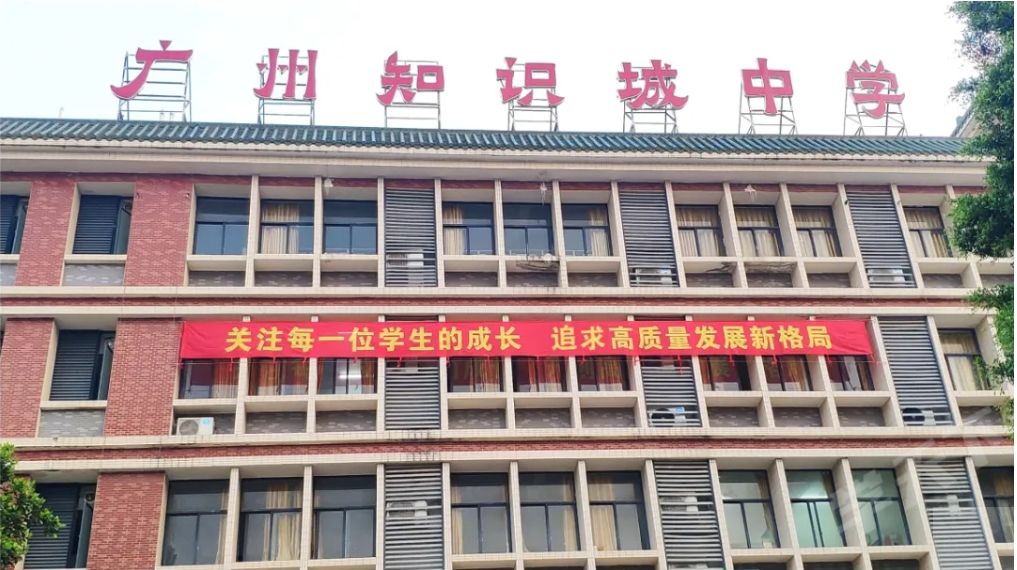 广州知识城中学
关注每一位学生的成长 追求高质量发展新格局